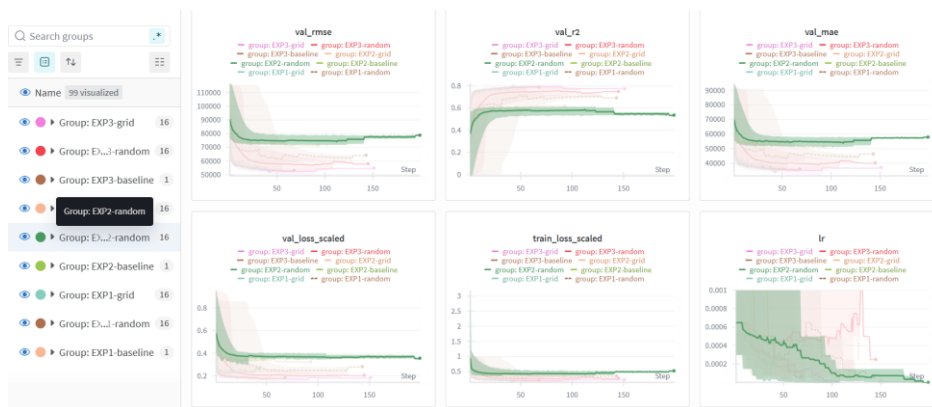 Search groups
.*
Name 99 visualized
Group: EXP3-grid 16
Group: E)...)-random 16
Group: EXP3-baseline 1
Group: EXP2-random
16
Group: E)...2-random 16
Group: EXP2-baseline 1
Group: EXP1-grid 16
Group: E)...l-random 16
Group: EXP1-baseline 1
val_rmse
group: EXP3-grid group: EXP3-random
group: EXP3-baseline group: EXP2-grid
group: EXP2-random group: EXP2-baseline
group: EXP1-grid group: EXP1-random
110000
100000
90000
80000
70000
60000
50000
Step
50 100 150
val_r2
group: EXP3-grid group: EXP3-random
group: EXP3-baseline group: EXP2-grid
group: EXP2-random group: EXP2-baseline
group: EXP1-grid group: EXP1-random
0.8
0.6
0.4
0.2
0
Step
50 100 150
val_mae
group: EXP3-grid group: EXP3-random
group: EXP3-baseline group: EXP2-grid
group: EXP2-random group: EXP2-baseline
group: EXP1-grid group: EXP1-random
90000
80000
70000
60000
50000
40000
Step
50 100 150
val_loss_scaled
group: EXP3-grid group: EXP3-random
group: EXP3-baseline group: EXP2-grid
group: EXP2-random group: EXP2-baseline
group: EXP1-grid group: EXP1-random
0.8
0.6
0.4
0.2
Step
50 100 150
train_loss_scaled
group: EXP3-grid group: EXP3-random
group: EXP3-baseline group: EXP2-grid
group: EXP2-random group: EXP2-baseline
group: EXP1-grid group: EXP1-random
3
2.5
2
1.5
1
0.5
Step
50 100 150
lr
group: EXP3-grid group: EXP3-random
group: EXP3-baseline group: EXP2-grid
group: EXP2-random group: EXP2-baseline
group: EXP1-grid group: EXP1-random
0.001
0.0008
0.0006
0.0004
0.0002
Step
50 100 150